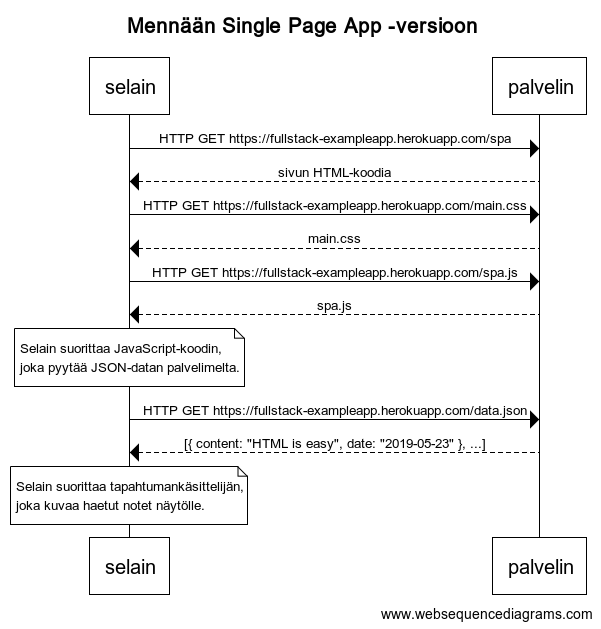 Mennään Single Page App -versioon
selain
palvelin
HTTP GET https://fullstack-exampleapp.herokuapp.com/spa
sivun HTML-koodia
HTTP GET https://fullstack-exampleapp.herokuapp.com/main.css
main.css
HTTP GET https://fullstack-exampleapp.herokuapp.com/spa.js
spa.js
Selain suorittaa JavaScript-koodin,
joka pyytää JSON-datan palvelimelta.
HTTP GET https://fullstack-exampleapp.herokuapp.com/data.json
[{ content: "HTML is easy", date: "2019-05-23" }, ...]
Selain suorittaa tapahtumankäsittelijän,
joka kuvaa haetut notet näytölle.
selain
palvelin
www.websequencediagrams.com